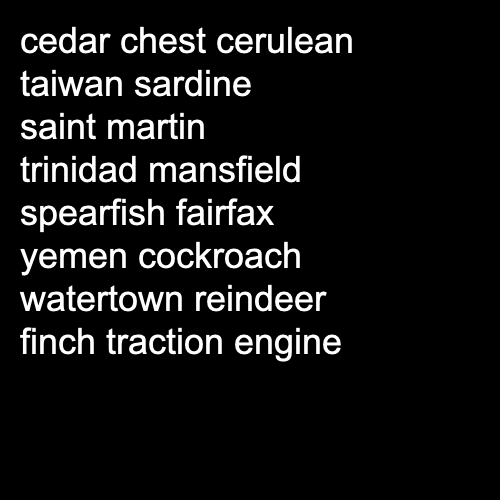 cedar chest cerulean
taiwan sardine
saint martin
trinidad mansfield
spearfish fairfax
yemen cockroach
watertown reindeer
finch traction engine